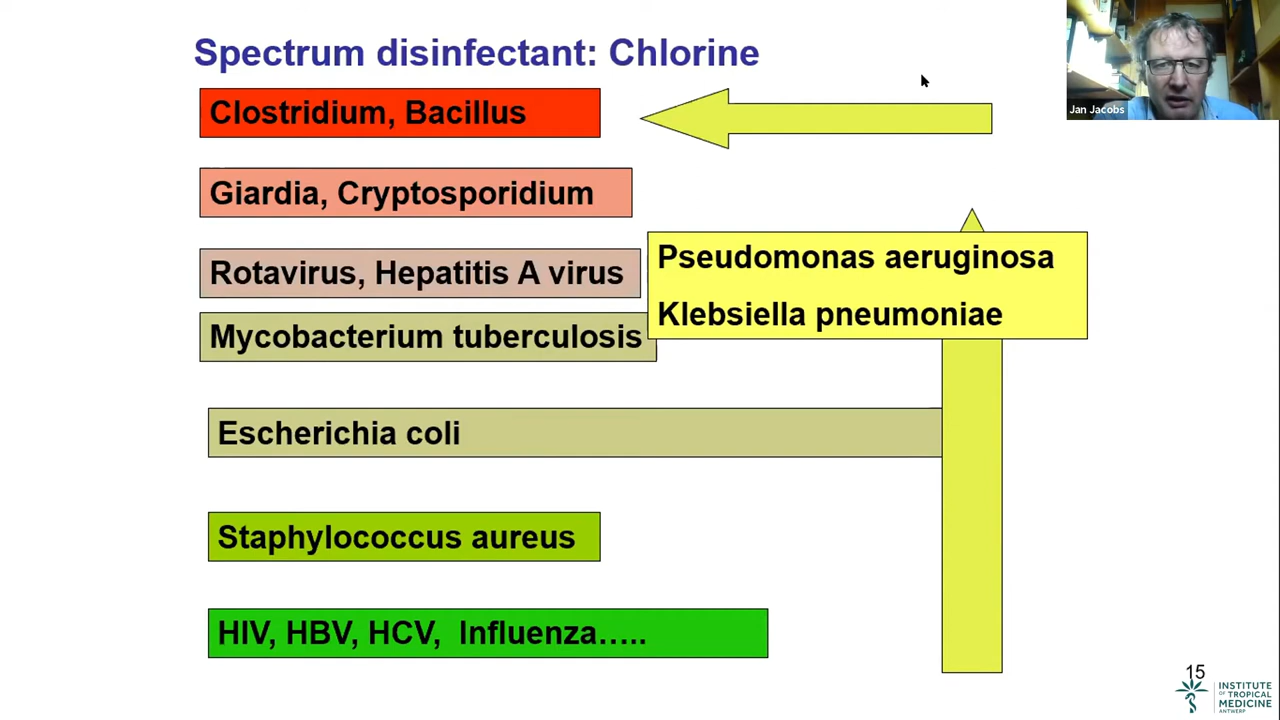 Spectrum disinfectant: Chlorine
Jan Jacobs
Clostridium, Bacillus
Giardia, Cryptosporidium
Rotavirus, Hepatitis A virus
Pseudomonas aeruginosa
Klebsiella pneumoniae
Mycobacterium tuberculosis
Escherichia coli
Staphylococcus aureus
HIV, HBV, HCV,  Influenza…..
15
INSTITUTE
OF TROPICAL
MEDICINE
ANTWERP